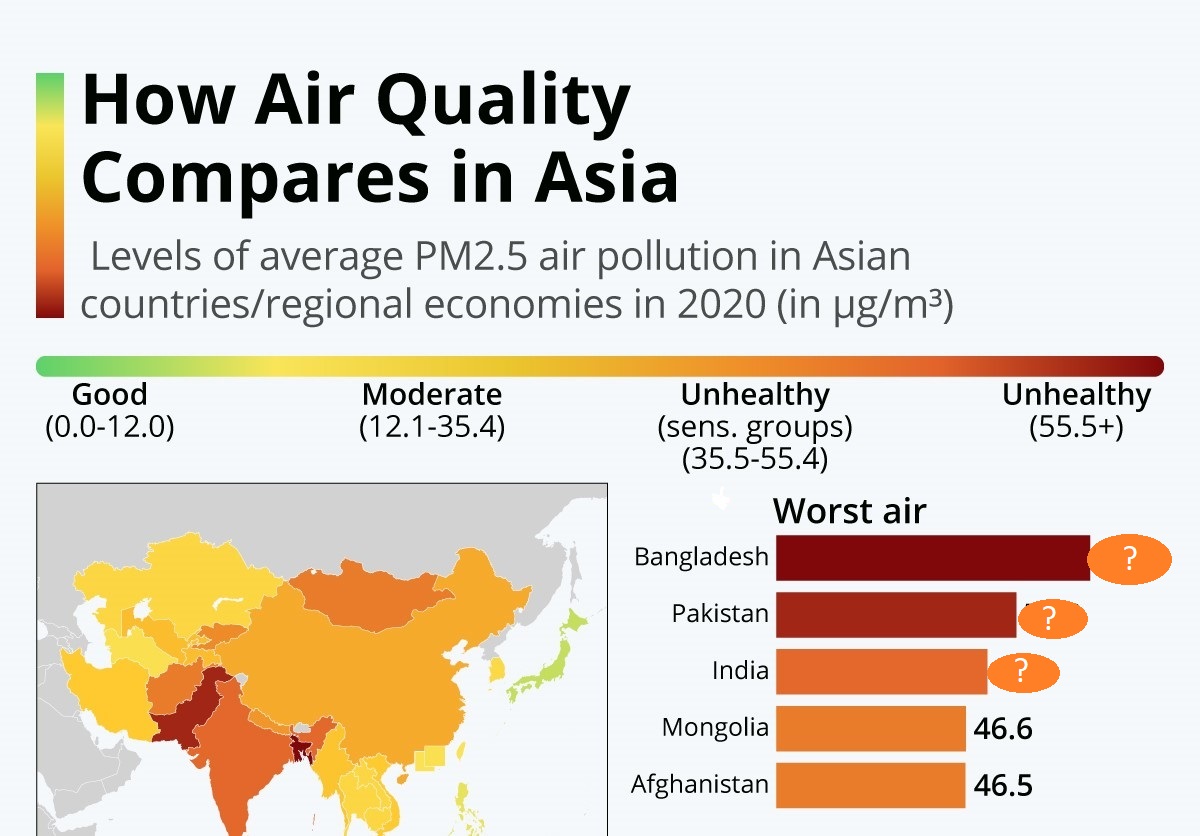 How Air Quality
Compares in Asia
Levels of average PM2.5 air pollution in Asian
countries/regional economies in 2020 (in µg/m³)
Good
(0.0-12.0)
Moderate
(12.1-35.4)
Unhealthy
(sens. groups)
(35.5-55.4)
Unhealthy
(55.5+)
Worst air
Bangladesh ?
Pakistan ?
India ?
Mongolia 46.6
Afghanistan 46.5